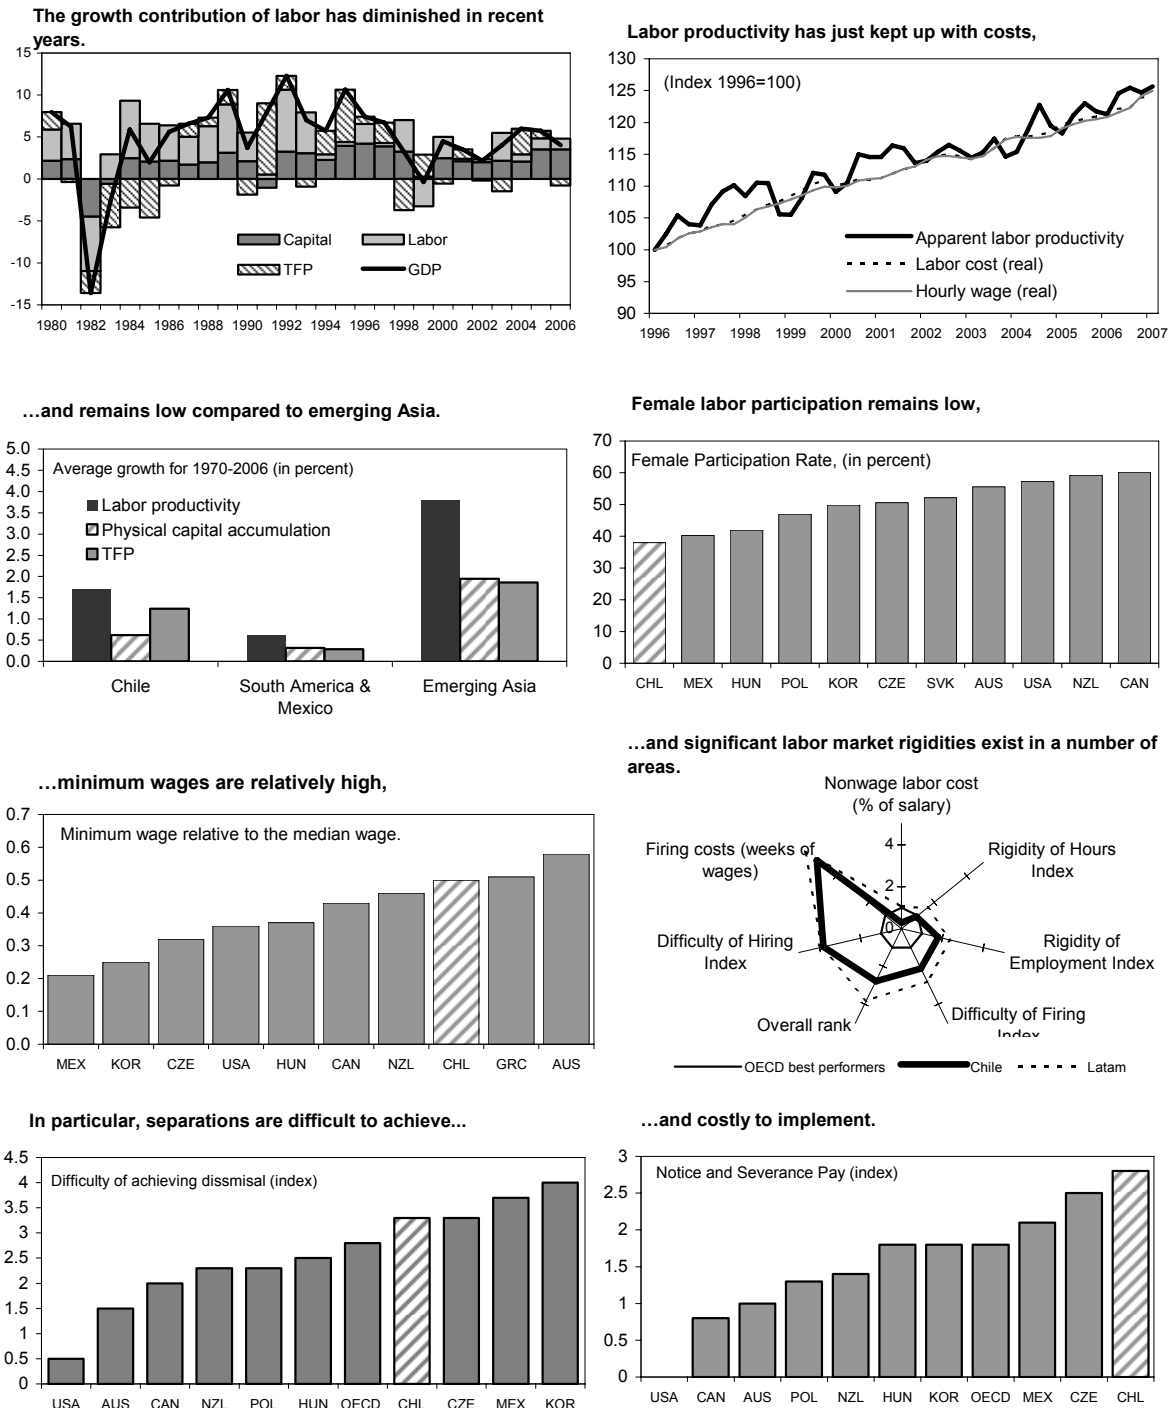 The growth contribution of labor has diminished in recent
years.
15
10
5
0
-5
-10
-15
Capital
Labor
TFP
GDP
1980 1982 1984 1986 1988 1990 1992 1994 1996 1998 2000 2002 2004 2006
Labor productivity has just kept up with costs,
130
125
120
115
110
105
100
95
90
(Index 1996=100)
Apparent labor productivity
Labor cost (real)
Hourly wage (real)
1996 1997 1998 1999 2000 2001 2002 2003 2004 2005 2006 2007
…and remains low compared to emerging Asia.
5.0
4.5
4.0
3.5
3.0
2.5
2.0
1.5
1.0
0.5
0.0
Average growth for 1970-2006 (in percent)
Labor productivity
Physical capital accumulation
TFP
Chile
South America &
Mexico
Emerging Asia
Female labor participation remains low,
70
60
50
40
30
20
10
0
Female Participation Rate, (in percent)
CHL MEX HUN POL KOR CZE SVK AUS USA NZL CAN
…minimum wages are relatively high,
0.7
0.6
0.5
0.4
0.3
0.2
0.1
0.0
Minimum wage relative to the median wage.
MEX KOR CZE USA HUN CAN NZL CHL GRC AUS
…and significant labor market rigidities exist in a number of
areas.
Nonwage labor cost
(% of salary)
4
2
0
Firing costs (weeks of
wages)
Rigidity of Hours
Index
Difficulty of Hiring
Index
Rigidity of
Employment Index
Overall rank
Difficulty of Firing
Index
OECD best performers
Chile
Latam
In particular, separations are difficult to achieve...
4.5
4
3.5
3
2.5
2
1.5
1
0.5
0
Difficulty of achieving dissmisal (index)
USA AUS CAN NZL POL HUN OECD CHL CZE MEX KOR
…and costly to implement.
3
2.5
2
1.5
1
0.5
0
Notice and Severance Pay (index)
USA CAN AUS POL NZL HUN KOR OECD MEX CZE CHL